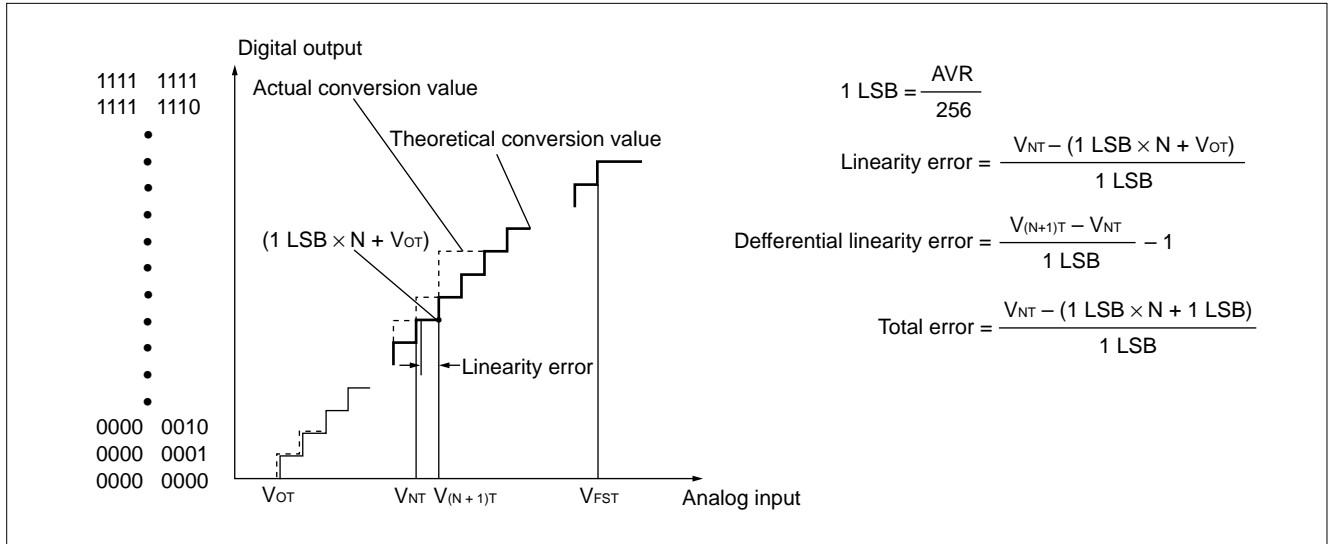 Digital output
1111 1111
1111 1110
0000 0010
0000 0001
0000 0000
Actual conversion value
Theoretical conversion value
(1 LSB × N + VOT)
Linearity error
VOT
VNT
V(N + 1)T
VFST
Analog input
1 LSB = AVR / 256
Linearity error = VNT – (1 LSB × N + VOT) / 1 LSB
Defferential linearity error = V(N+1)T – VNT / 1 LSB – 1
Total error = VNT – (1 LSB × N + 1 LSB) / 1 LSB